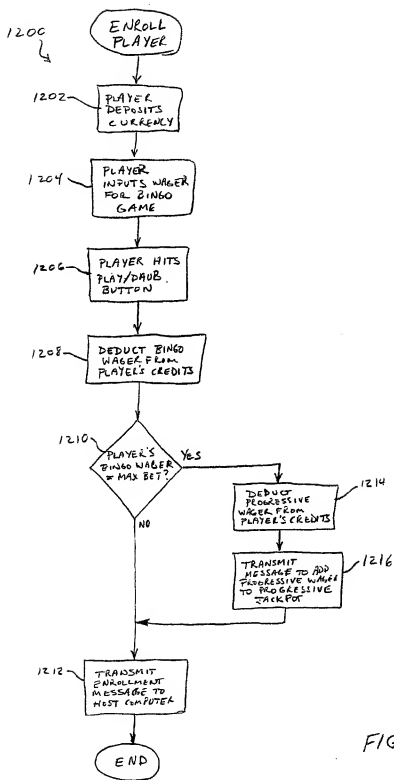 1200
ENROLL
PLAYER
1202
PLAYER
DEPOSITS
CURRENCY
1204
PLAYER
INPUTS WAGER
FOR BINGO
GAME
1206
PLAYER HITS
PLAY/DAUB
BUTTON
1208
DEDUCT BINGO
WAGER FROM
PLAYER'S CREDITS
1210
PLAYER'S
BINGO WAGER
= MAX BET?
YES
NO
1214
DEDUCT
PROGRESSIVE
WAGER FROM
PLAYER'S CREDITS
1216
TRANSMIT
MESSAGE TO ADD
PROGRESSIVE WAGER
TO PROGRESSIVE
JACKPOT
1212
TRANSMIT
ENROLLMENT
MESSAGE TO
HOST COMPUTER
END
FIG